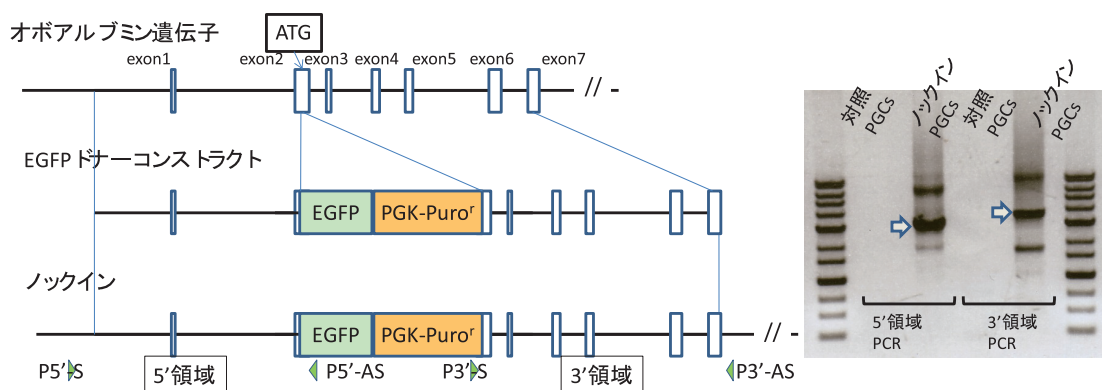 オボアルブミン遺伝子
ATG
exon1
exon2
exon3
exon4
exon5
exon6
exon7
//
EGFPドナーコンストラクト
EGFP
PGK-Puroʳ
ノックイン
EGFP
PGK-Puroʳ
//
P5'-S
5'領域
P5'-AS
P3'-S
3'領域
P3'-AS
対照
PGCs
ノックイン
PGCs
対照
PGCs
ノックイン
PGCs
5'領域
PCR
3'領域
PCR